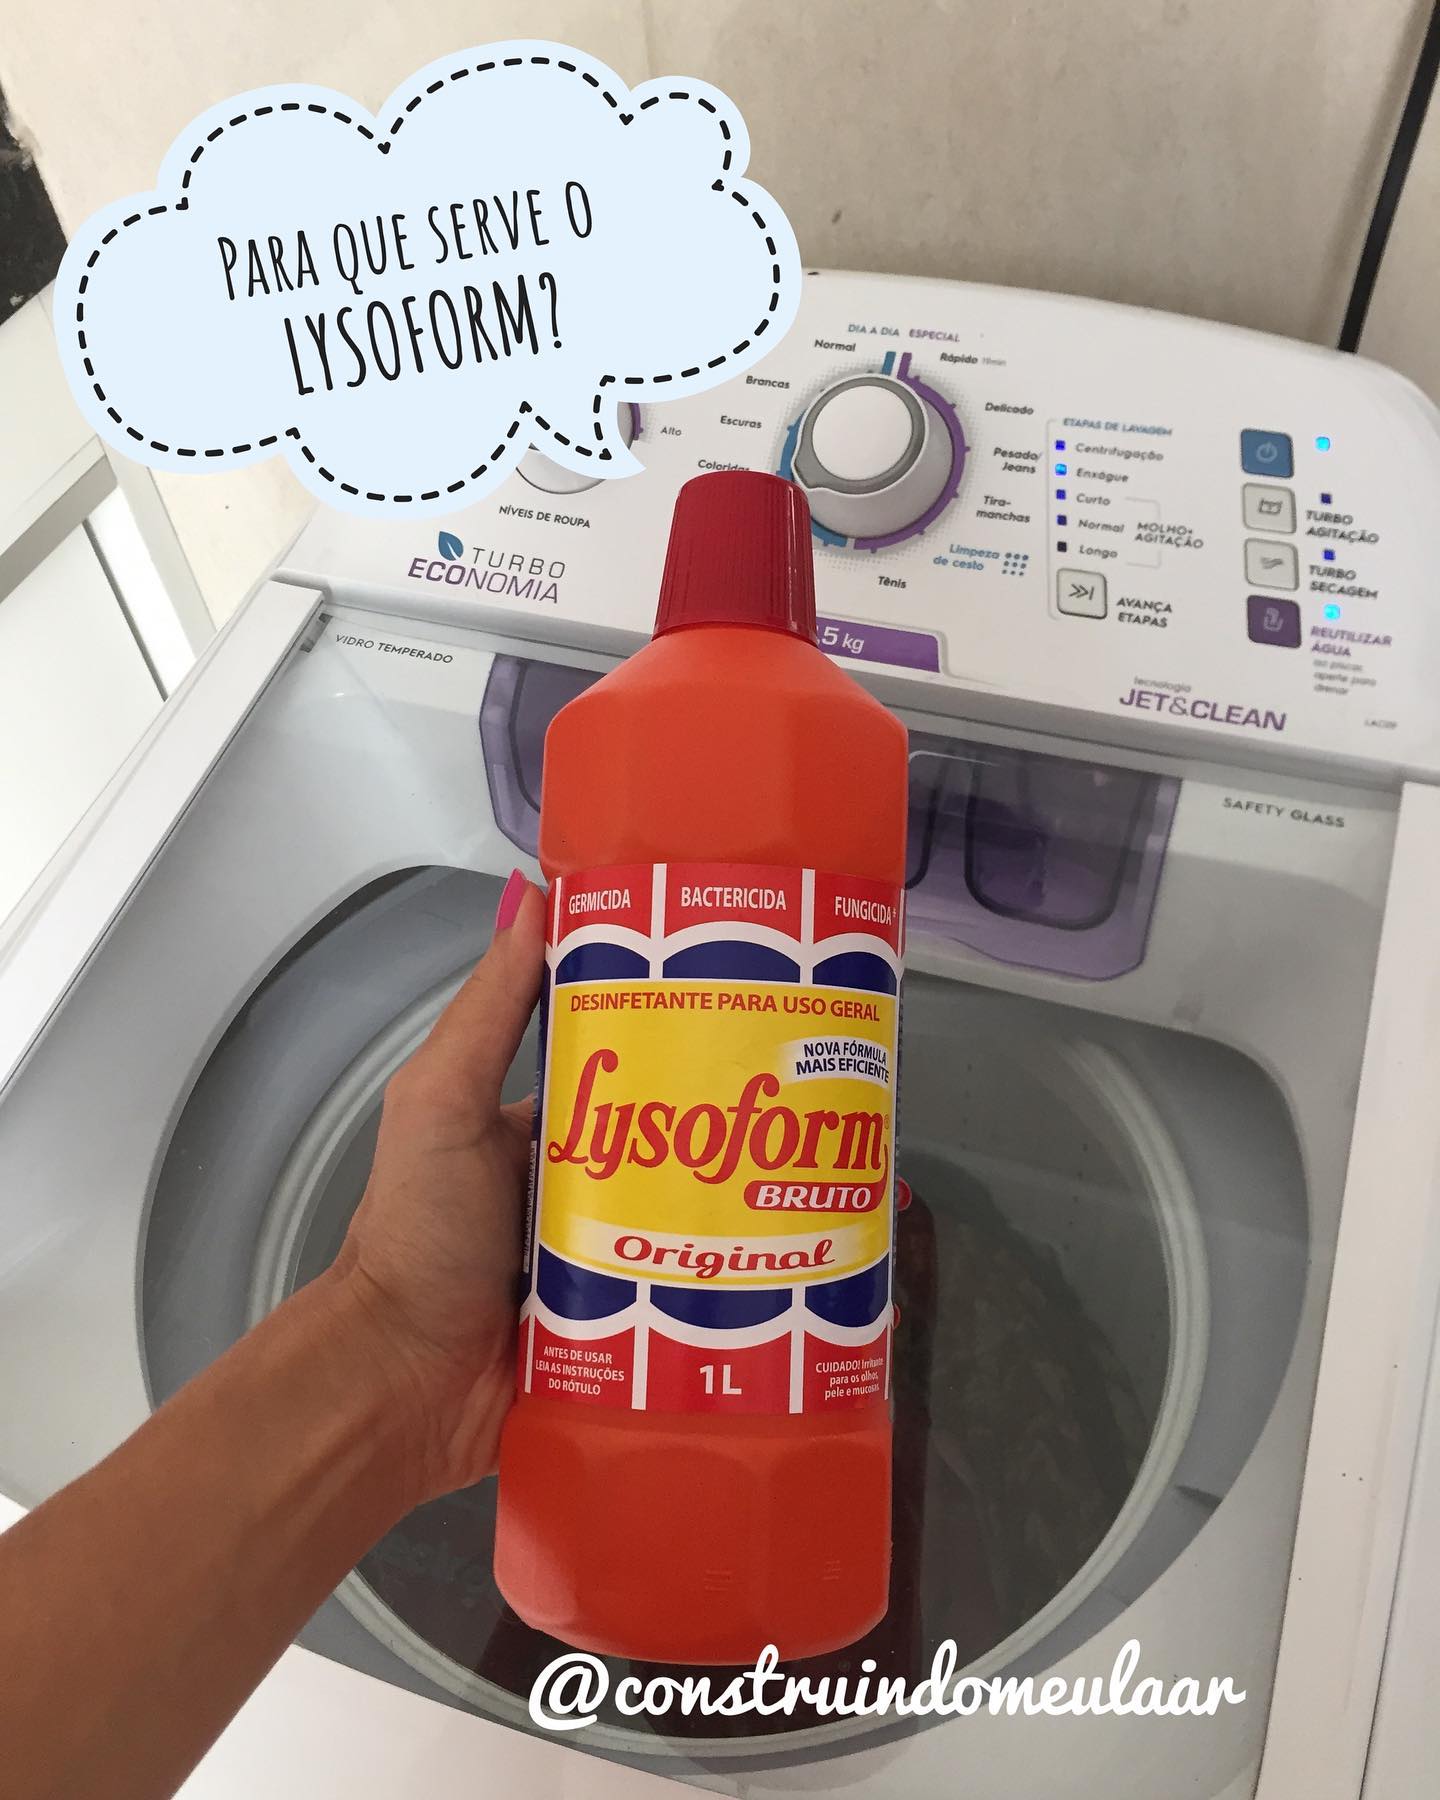 PARA QUE SERVE O
LYSOFORM?
DIA A DIA ESPECIAL
Normal
Rápido 19min
Brancas
Delicado
Escuras
Alto
Pesado/
Jeans
Coloridas
Tira-
manchas
Limpeza
de cesto
Tênis
NÍVEIS DE ROUPA
TURBO
ECONOMIA
ETAPAS DE LAVAGEM
Centrifugação
Enxágue
Curto
Normal
Longo
MOLHO+
AGITAÇÃO
AVANÇA
ETAPAS
TURBO
AGITAÇÃO
TURBO
SECAGEM
REUTILIZAR
ÁGUA
ao piscar,
aperte para
drenar
,5 kg
tecnologia
JET&CLEAN
LAC09
VIDRO TEMPERADO
SAFETY GLASS
GERMICIDA
BACTERICIDA
FUNGICIDA*
DESINFETANTE PARA USO GERAL
NOVA FÓRMULA
MAIS EFICIENTE
Lysoform®
BRUTO
Original
ANTES DE USAR
LEIA AS INSTRUÇÕES
DO RÓTULO
1L
CUIDADO! Irritante
para os olhos,
pele e mucosas.
@construindomeulaar